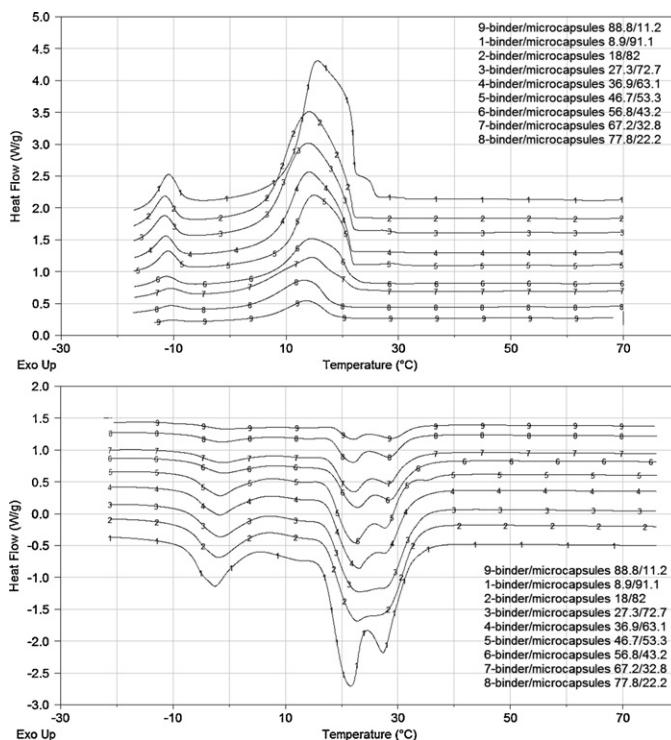 5.0
4.5
4.0
3.5
3.0
2.5
2.0
1.5
1.0
0.5
0.0
Heat Flow (W/g)
9-binder/microcapsules 88.8/11.2
1-binder/microcapsules 8.9/91.1
2-binder/microcapsules 18/82
3-binder/microcapsules 27.3/72.7
4-binder/microcapsules 36.9/63.1
5-binder/microcapsules 46.7/53.3
6-binder/microcapsules 56.8/43.2
7-binder/microcapsules 67.2/32.8
8-binder/microcapsules 77.8/22.2
-30 -10 10 30 50 70
Exo Up Temperature (°C)
2.0
1.5
1.0
0.5
0.0
-0.5
-1.0
-1.5
-2.0
-2.5
-3.0
Heat Flow (W/g)
9-binder/microcapsules 88.8/11.2
1-binder/microcapsules 8.9/91.1
2-binder/microcapsules 18/82
3-binder/microcapsules 27.3/72.7
4-binder/microcapsules 36.9/63.1
5-binder/microcapsules 46.7/53.3
6-binder/microcapsules 56.8/43.2
7-binder/microcapsules 67.2/32.8
8-binder/microcapsules 77.8/22.2
-30 -10 10 30 50 70
Exo Up Temperature (°C)